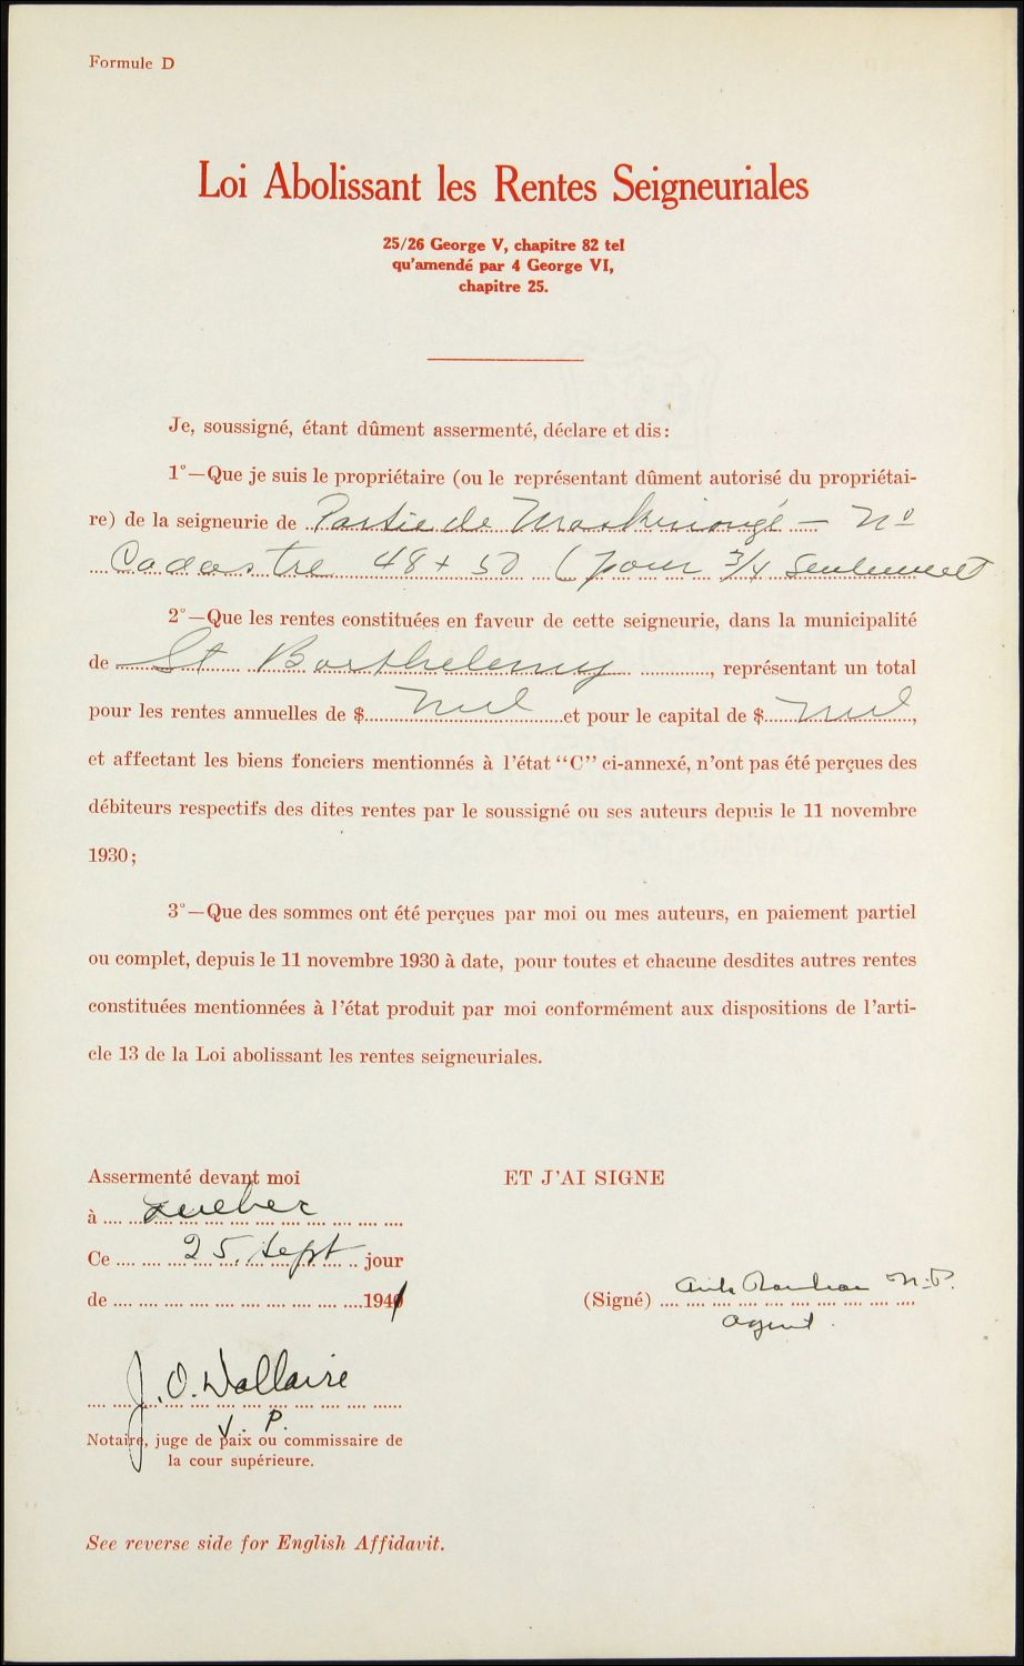 Formule D
Loi Abolissant les Rentes Seigneuriales
25/26 George V, chapitre 82 tel
qu'amendé par 4 George VI,
chapitre 25.
Je, soussigné, étant dûment assermenté, déclare et dis:
1°—Que je suis le propriétaire (ou le représentant dûment autorisé du propriétai-
re) de la seigneurie de Partie de Maskinongé — No
Cadastre 48 + 50 (pour 3/4 seulement
2°—Que les rentes constituées en faveur de cette seigneurie, dans la municipalité
de St Barthelemy, représentant un total
pour les rentes annuelles de $ nil et pour le capital de $ nil,
et affectant les biens fonciers mentionnés à l'état "C" ci-annexé, n'ont pas été perçues des
débiteurs respectifs des dites rentes par le soussigné ou ses auteurs depuis le 11 novembre
1930;
3°—Que des sommes ont été perçues par moi ou mes auteurs, en paiement partiel
ou complet, depuis le 11 novembre 1930 à date, pour toutes et chacune desdites autres rentes
constituées mentionnées à l'état produit par moi conformément aux dispositions de l'arti-
cle 13 de la Loi abolissant les rentes seigneuriales.
Assermenté devant moi
ET J'AI SIGNE
à Quebec
Ce 25 Sept jour
de 1941
(Signé) N.P.
agent.
J. O. Dallaire
J. P.
Notaire, juge de paix ou commissaire de
la cour supérieure.
See reverse side for English Affidavit.